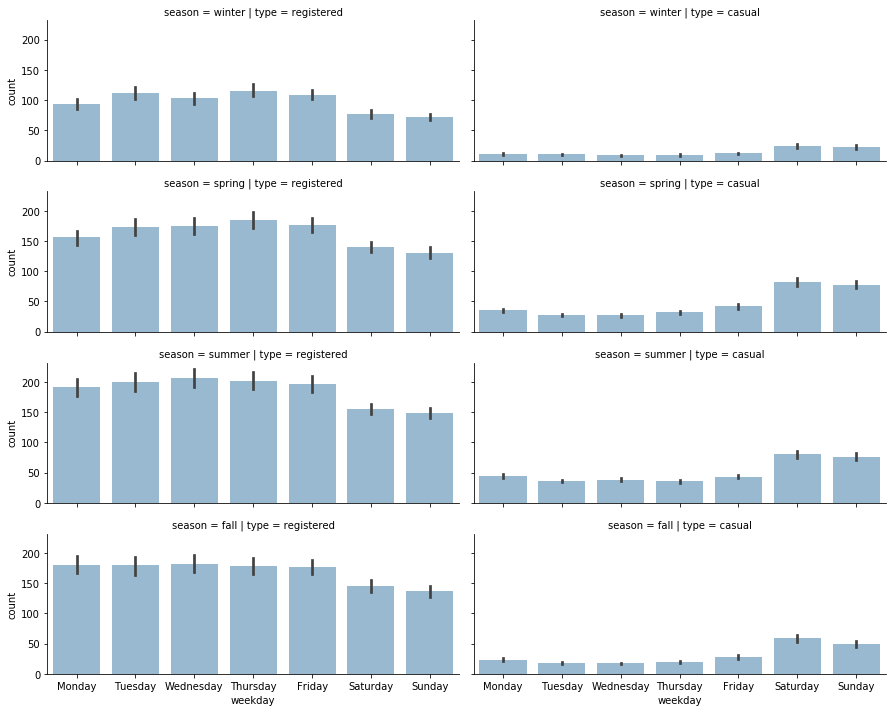 season = winter | type = registered
season = winter | type = casual
200
150
100
50
0
count
season = spring | type = registered
season = spring | type = casual
200
150
100
50
0
count
season = summer | type = registered
season = summer | type = casual
200
150
100
50
0
count
season = fall | type = registered
season = fall | type = casual
200
150
100
50
0
count
Monday Tuesday Wednesday Thursday Friday Saturday Sunday
weekday
Monday Tuesday Wednesday Thursday Friday Saturday Sunday
weekday